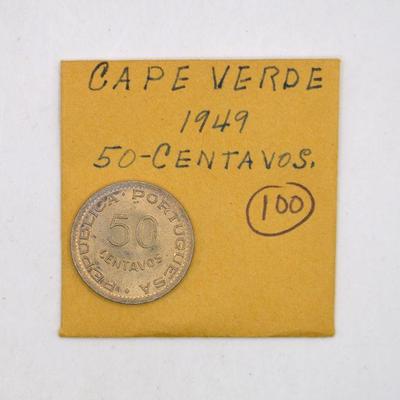 CAPE VERDE
1949
50-CENTAVOS.
100
REPUBLICA · PORTUGUESA
50
CENTAVOS